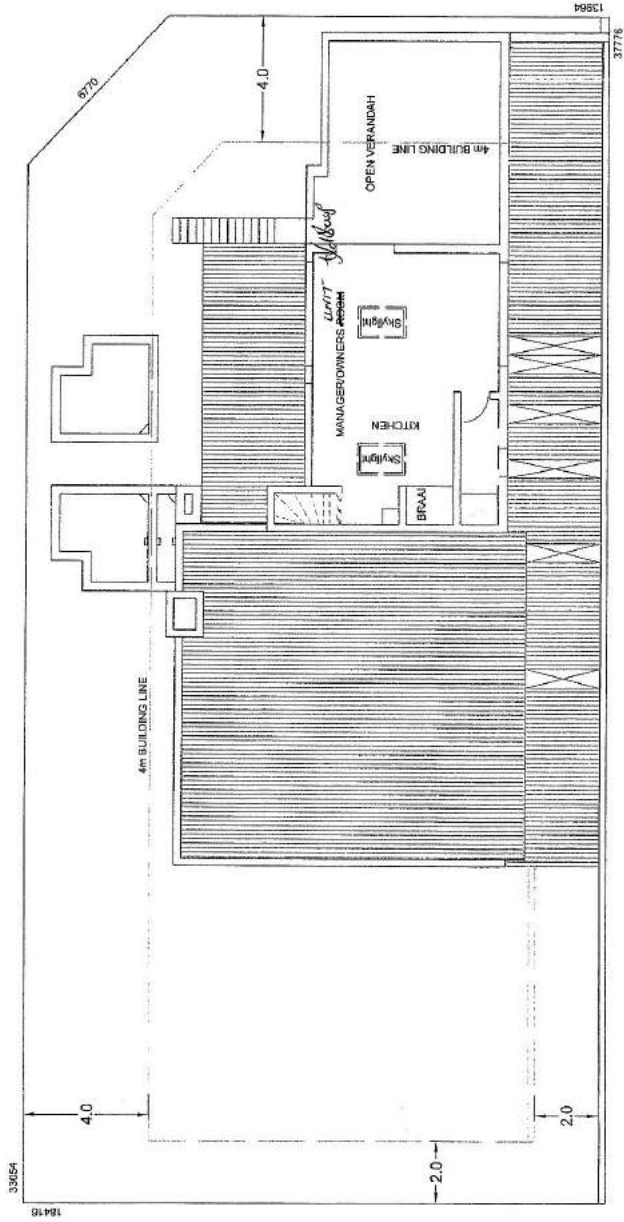 13964
37776
6770
4.0
OPEN VERANDAH
4m BUILDING LINE
UNIT
MANAGER/OWNERS ROOM
Skylight
KITCHEN
Skylight
BRAAI
4m BUILDING LINE
4.0
2.0
2.0
33654
18416